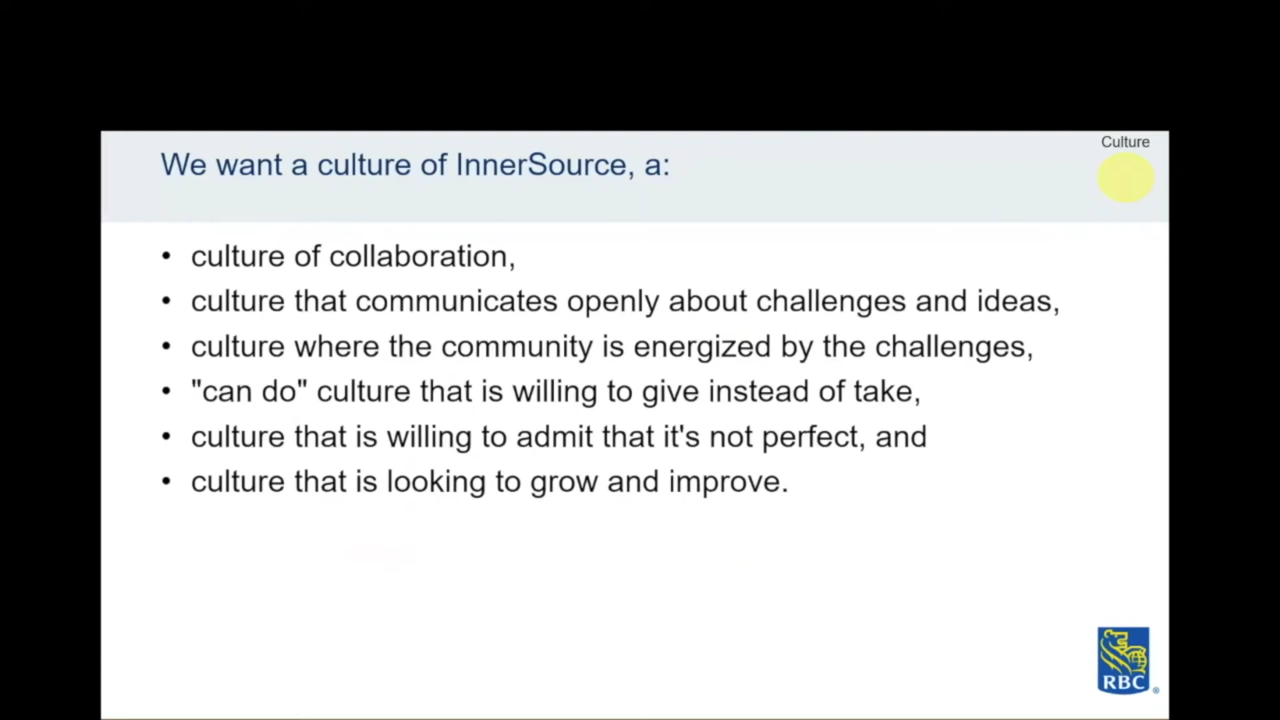 Culture
We want a culture of InnerSource, a:
• culture of collaboration,
• culture that communicates openly about challenges and ideas,
• culture where the community is energized by the challenges,
• "can do" culture that is willing to give instead of take,
• culture that is willing to admit that it's not perfect, and
• culture that is looking to grow and improve.
RBC
®